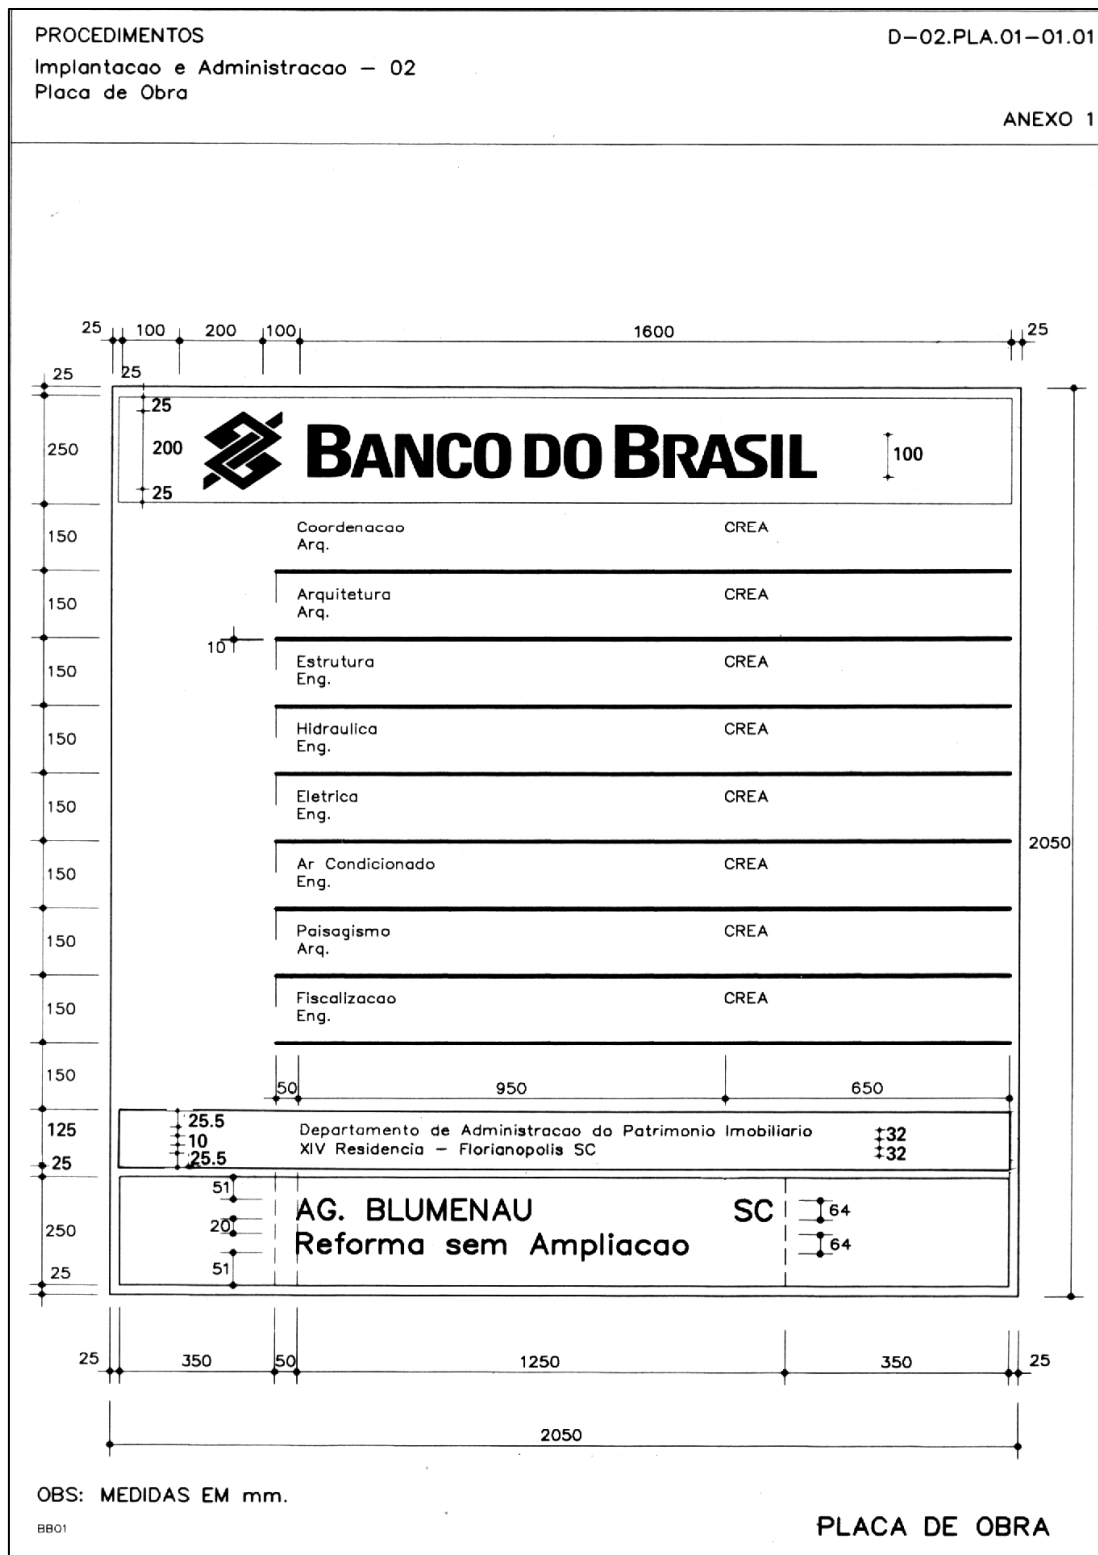 PROCEDIMENTOS
D-02.PLA.01-01.01
Implantacao e Administracao - 02
Placa de Obra
ANEXO 1
25 100 200 100 1600 25
25 25
25
250 200 BANCO DO BRASIL 100
25
150 Coordenacao CREA
Arq.
150 Arquitetura CREA
Arq.
10
150 Estrutura CREA
Eng.
150 Hidraulica CREA
Eng.
150 Eletrica CREA
Eng.
2050
150 Ar Condicionado CREA
Eng.
150 Paisagismo CREA
Arq.
150 Fiscalizacao CREA
Eng.
150 50 950 650
125 25.5 Departamento de Administracao do Patrimonio Imobiliario 32
10 XIV Residencia - Florianopolis SC 32
25 25.5
51 AG. BLUMENAU SC 64
250 20 Reforma sem Ampliacao 64
25 51
25 350 50 1250 350 25
2050
OBS: MEDIDAS EM mm.
BB01
PLACA DE OBRA